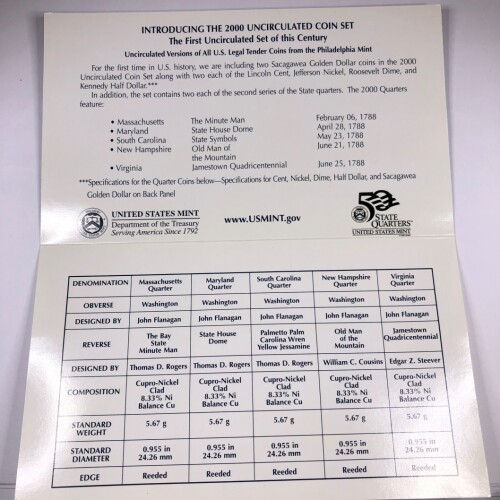 INTRODUCING THE 2000 UNCIRCULATED COIN SET
The First Uncirculated Set of this Century
Uncirculated Versions of All U.S. Legal Tender Coins from the Philadelphia Mint
For the first time in U.S. history, we are including two Sacagawea Golden Dollar coins in the 2000
Uncirculated Coin Set along with two each of the Lincoln Cent, Jefferson Nickel, Roosevelt Dime, and
Kennedy Half Dollar.***
In addition, the set contains two each of the second series of the State quarters. The 2000 Quarters
feature:
• Massachusetts The Minute Man February 06, 1788
• Maryland State House Dome April 28, 1788
• South Carolina State Symbols May 23, 1788
• New Hampshire Old Man of June 21, 1788
the Mountain
• Virginia Jamestown Quadricentennial June 25, 1788
***Specifications for the Quarter Coins below—Specifications for Cent, Nickel, Dime, Half Dollar, and Sacagawea
Golden Dollar on Back Panel
UNITED STATES MINT
Department of the Treasury
Serving America Since 1792
www.USMINT.gov
50
STATE
QUARTERS
UNITED STATES MINT
DENOMINATION Massachusetts Quarter Maryland Quarter South Carolina Quarter New Hampshire Quarter Virginia Quarter
OBVERSE Washington Washington Washington Washington Washington
DESIGNED BY John Flanagan John Flanagan John Flanagan John Flanagan John Flanagan
REVERSE The Bay State Minute Man State House Dome Palmetto Palm Carolina Wren Yellow Jessamine Old Man of the Mountain Jamestown Quadricentennial
DESIGNED BY Thomas D. Rogers Thomas D. Rogers Thomas D. Rogers William C. Cousins Edgar Z. Steever
COMPOSITION Cupro-Nickel Clad 8.33% Ni Balance Cu Cupro-Nickel Clad 8.33% Ni Balance Cu Cupro-Nickel Clad 8.33% Ni Balance Cu Cupro-Nickel Clad 8.33% Ni Balance Cu Cupro-Nickel Clad 8.33% Ni Balance Cu
STANDARD WEIGHT 5.67 g 5.67 g 5.67 g 5.67 g 5.67 g
STANDARD DIAMETER 0.955 in 24.26 mm 0.955 in 24.26 mm 0.955 in 24.26 mm 0.955 in 24.26 mm 0.955 in 24.26 mm
EDGE Reeded Reeded Reeded Reeded Reeded